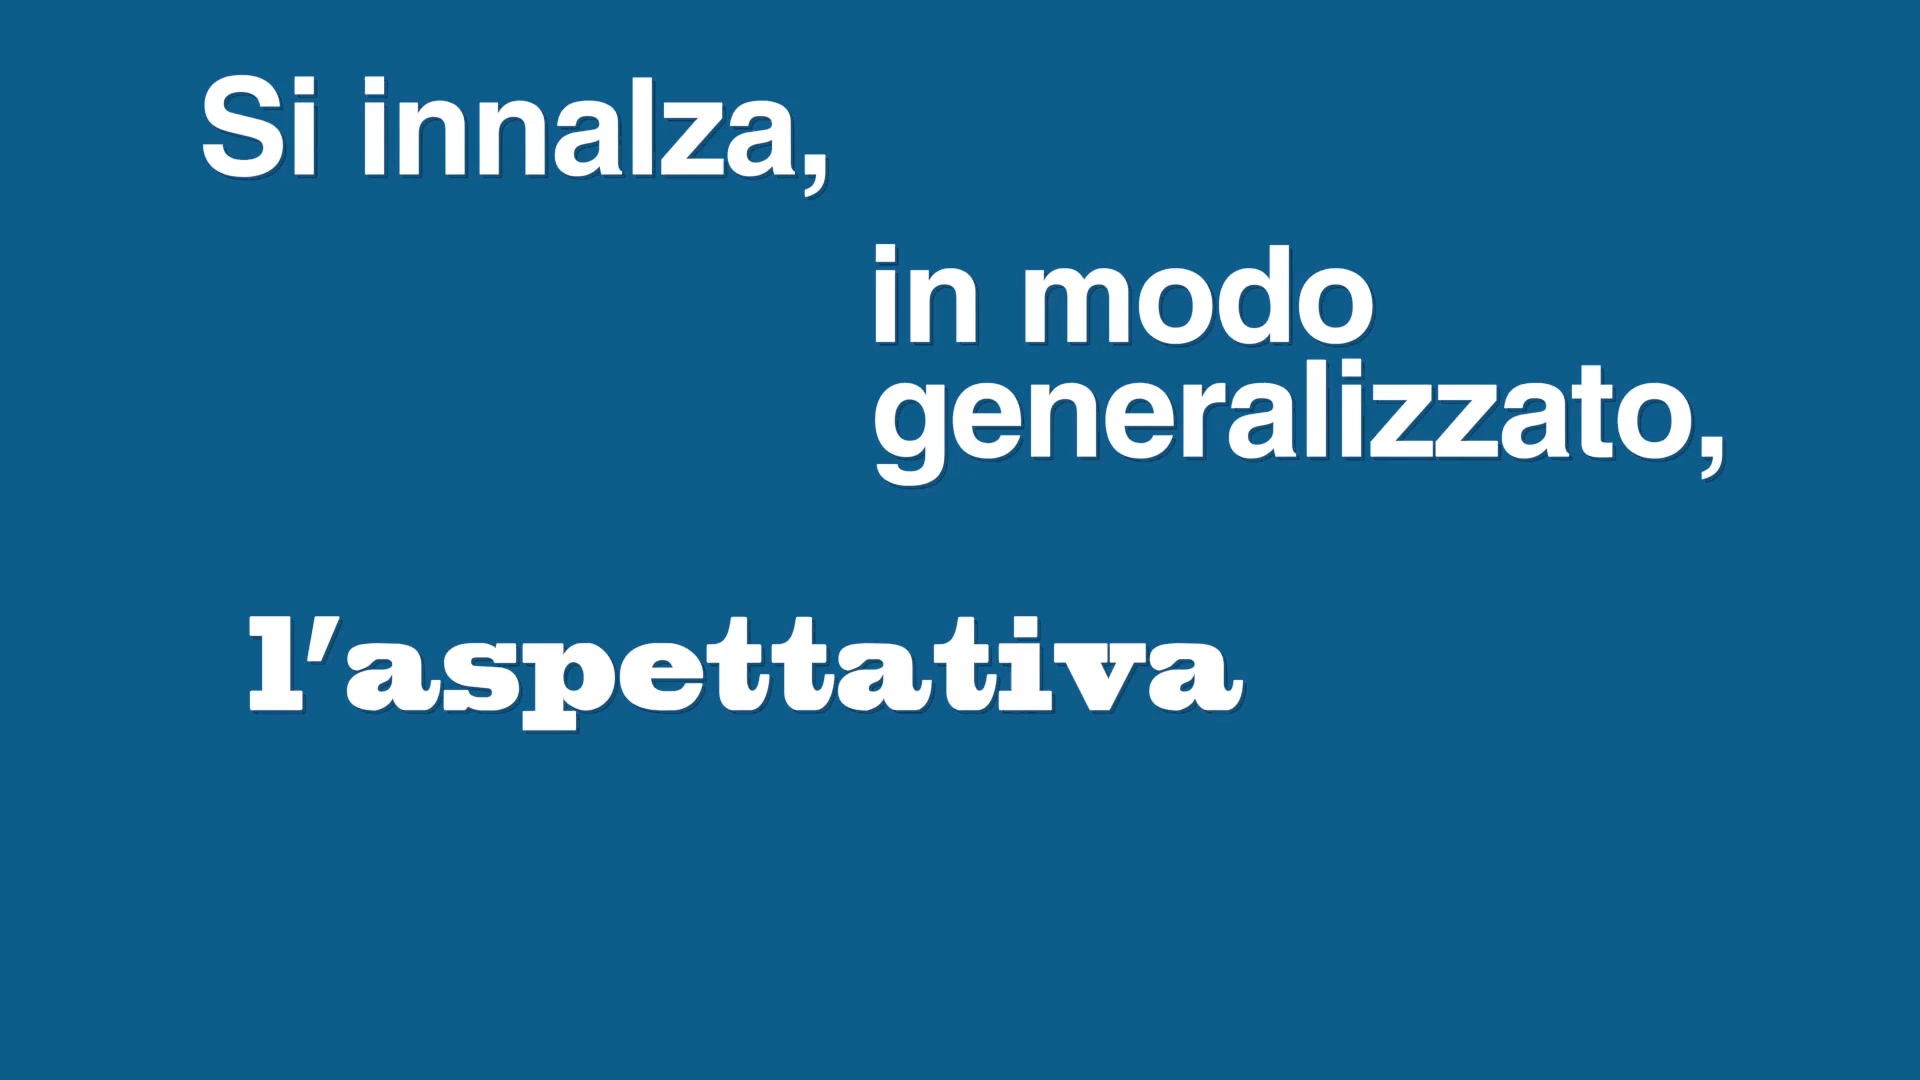 Si innalza,
in modo
generalizzato,
l'aspettativa